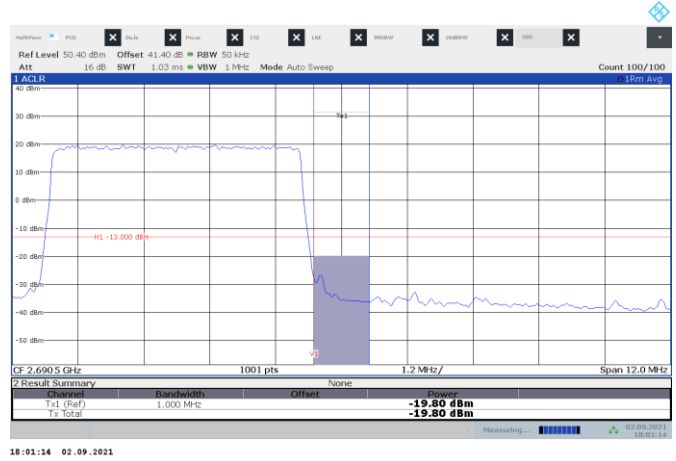 MultiView PXD Power LBE
Ref Level 50.40 dBm Offset 41.40 dB RBW 50 kHz
Att 16 dB SWT 1.03 ms VBW 1 MHz Mode Auto Sweep Count 100/100
1 ACLR 1Rm Avg
40 dBm
30 dBm
Tx1
20 dBm
10 dBm
0 dBm
-10 dBm
H1 -13.000 dBm
-20 dBm
-30 dBm
-40 dBm
-50 dBm
V1
CF 2.6905 GHz 1001 pts 1.2 MHz/ Span 12.0 MHz
2 Result Summary None
Channel Bandwidth Offset Power
Tx1 (Ref) 1.000 MHz -19.80 dBm
Tx Total -19.80 dBm
Measuring... 02.09.2021
18:01:14
18:01:14 02.09.2021